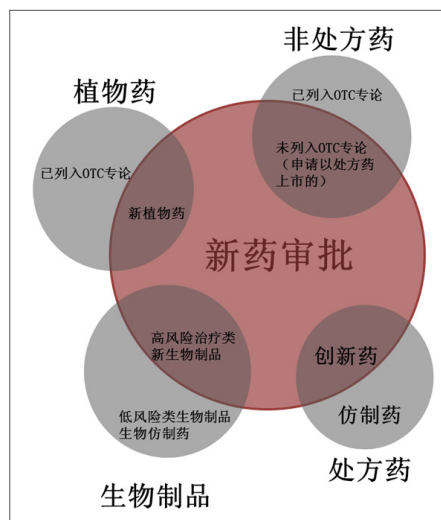 非处方药
已列入OTC专论
未列入OTC专论
（申请以处方药
上市的）
植物药
已列入OTC专论
新植物药
新药审批
高风险治疗类
新生物制品
低风险类生物制品
生物仿制药
生物制品
创新药
仿制药
处方药